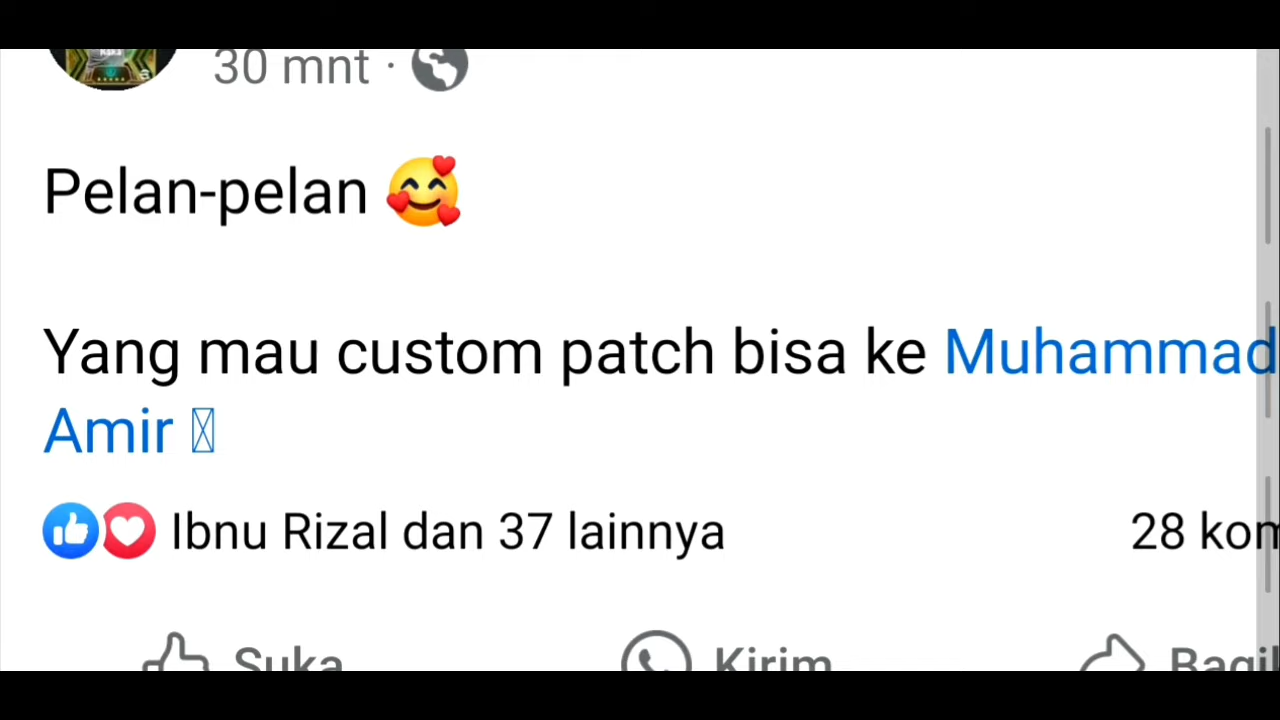 30 mnt ·
Pelan-pelan 🥰
Yang mau custom patch bisa ke Muhammad
Amir
Ibnu Rizal dan 37 lainnya
28 kom
Suka
Kirim
Bagi